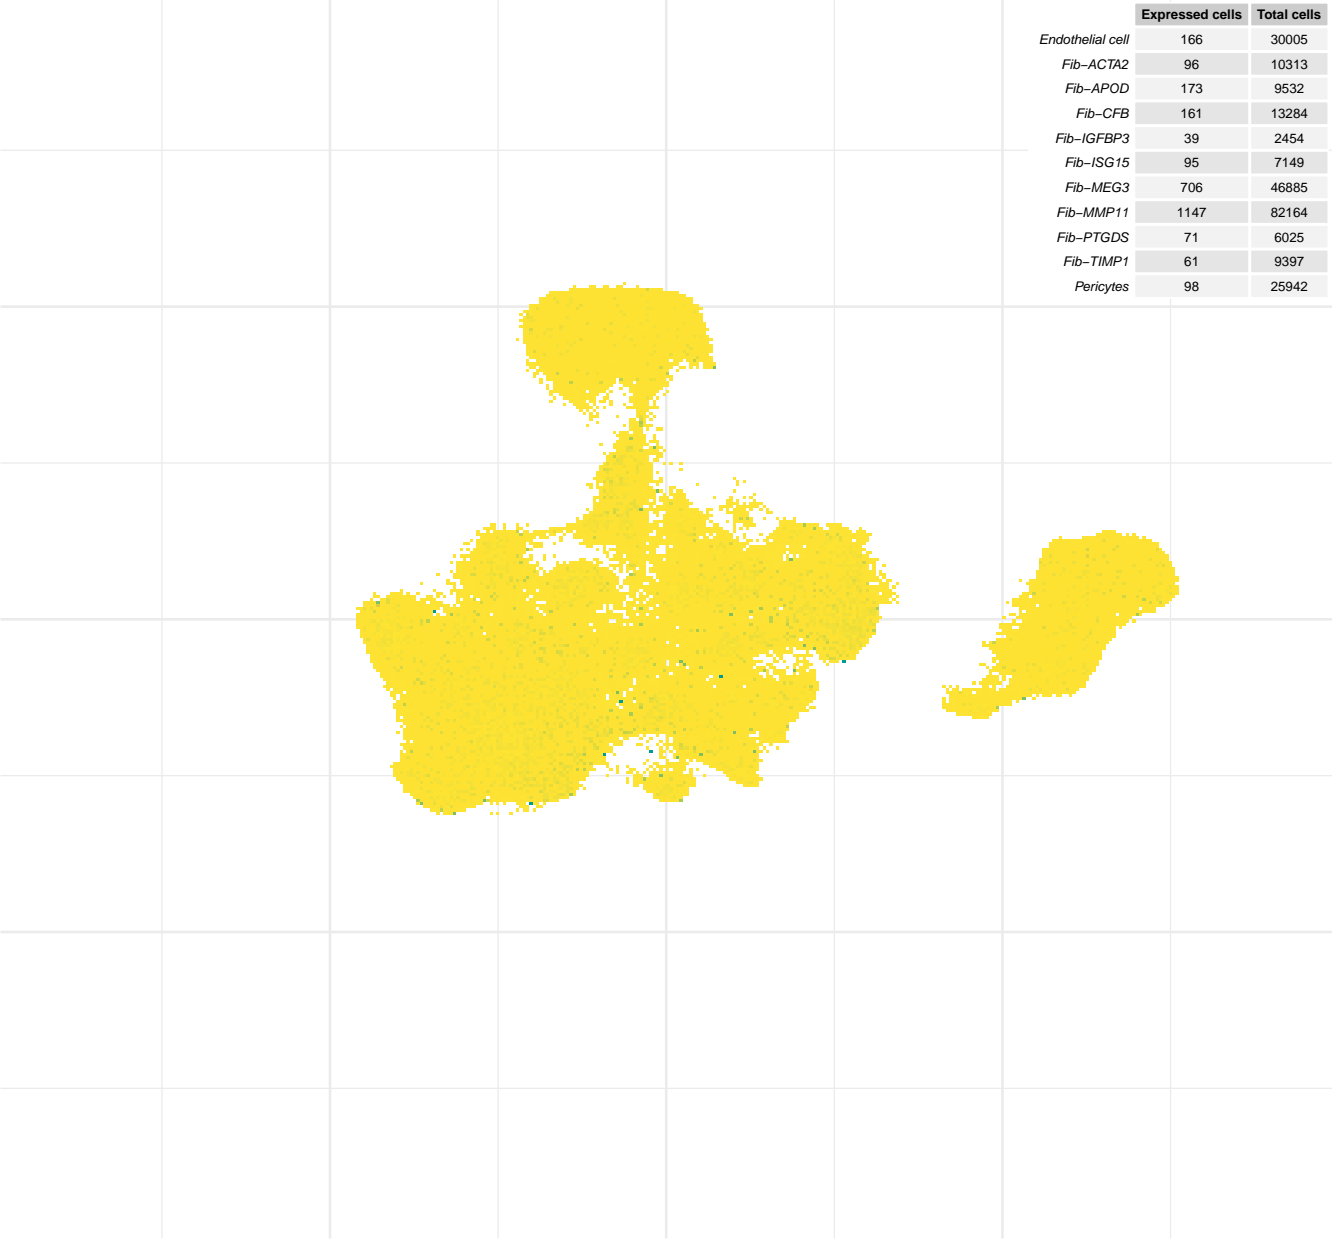 Expressed cells Total cells
Endothelial cell 166 30005
Fib−ACTA2 96 10313
Fib−APOD 173 9532
Fib−CFB 161 13284
Fib−IGFBP3 39 2454
Fib−ISG15 95 7149
Fib−MEG3 706 46885
Fib−MMP11 1147 82164
Fib−PTGDS 71 6025
Fib−TIMP1 61 9397
Pericytes 98 25942